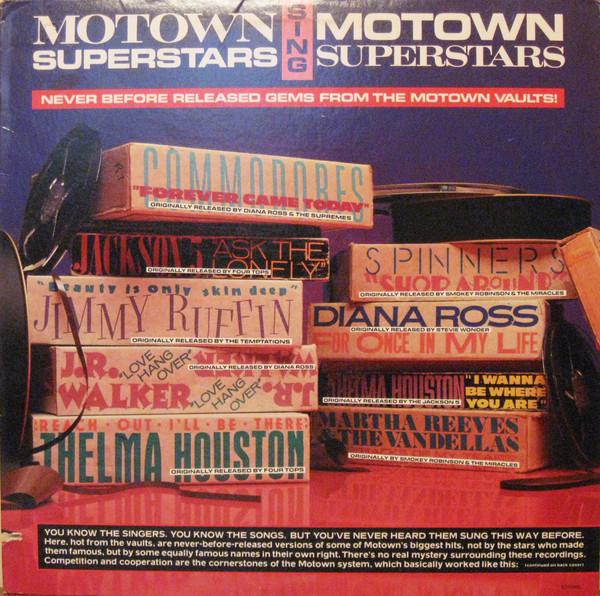 MOTOWN SUPERSTARS
SING
MOTOWN SUPERSTARS
NEVER BEFORE RELEASED GEMS FROM THE MOTOWN VAULTS!
COMMODORES
"FOREVER CAME TODAY"
ORIGINALLY RELEASED BY DIANA ROSS & THE SUPREMES
JACKSON 5 "ASK THE LONELY"
ORIGINALLY RELEASED BY FOUR TOPS
"Beauty is only skin deep"
JIMMY RUFFIN
ORIGINALLY RELEASED BY THE TEMPTATIONS
J.R. WALKER
"LOVE HANG OVER"
ORIGINALLY RELEASED BY DIANA ROSS
"LOVE HANG OVER"
REACH · OUT · I'LL · BE · THERE
THELMA HOUSTON
ORIGINALLY RELEASED BY FOUR TOPS
SPINNERS
SHOP AROUND
ORIGINALLY RELEASED BY SMOKEY ROBINSON & THE MIRACLES
DIANA ROSS
ORIGINALLY RELEASED BY STEVIE WONDER
FOR ONCE IN MY LIFE
THELMA HOUSTON "I WANNA BE WHERE YOU ARE"
ORIGINALLY RELEASED BY THE JACKSON 5
MARTHA REEVES
& THE VANDELLAS
ORIGINALLY BY SMOKEY ROBINSON & THE MIRACLES
YOU KNOW THE SINGERS. YOU KNOW THE SONGS. BUT YOU'VE NEVER HEARD THEM SUNG THIS WAY BEFORE.
Here, hot from the vaults, are never-before-released versions of some of Motown's biggest hits, not by the stars who made
them famous, but by some equally famous names in their own right. There's no real mystery surrounding these recordings.
Competition and cooperation are the cornerstones of the Motown system, which basically worked like this: (continued on back cover)